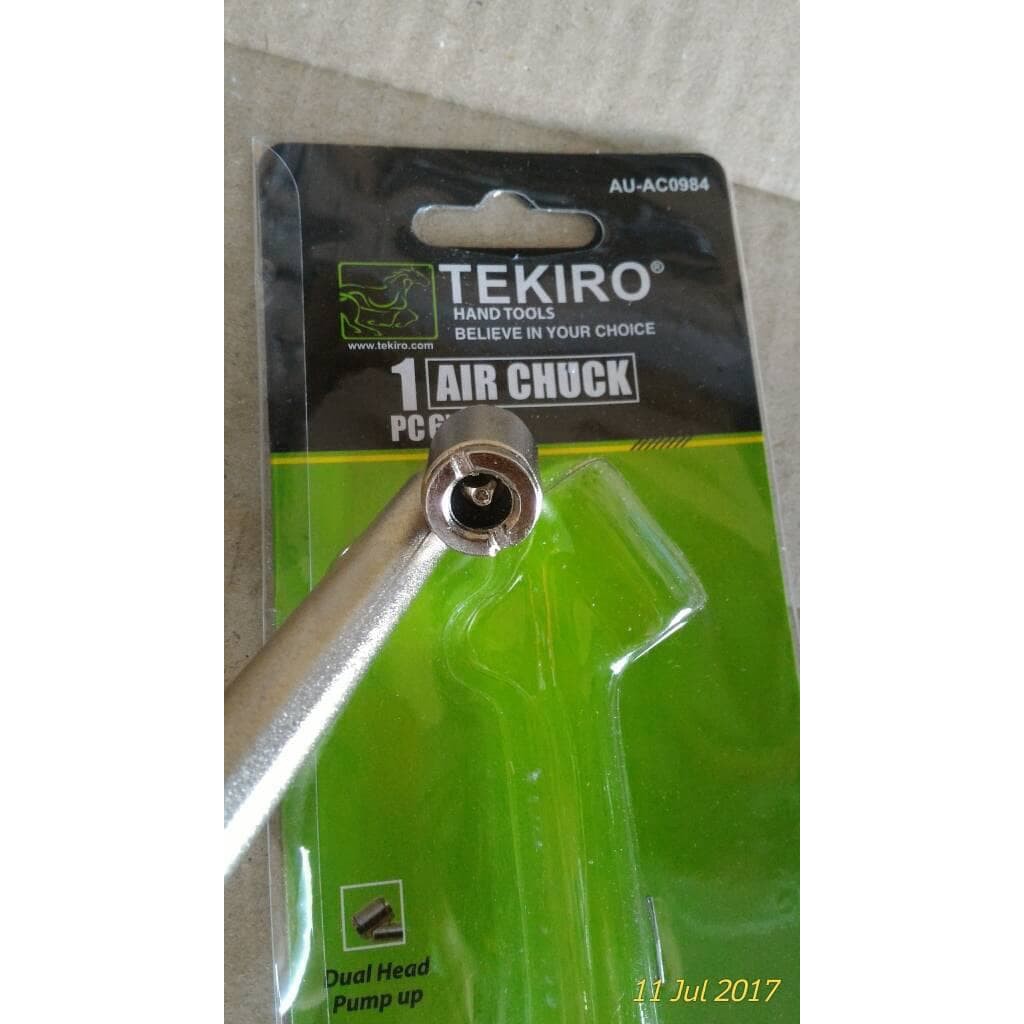 AU-AC0984
TEKIRO®
HAND TOOLS
BELIEVE IN YOUR CHOICE
www.tekiro.com
1 AIR CHUCK
PC
Dual Head
Pump up
11 Jul 2017